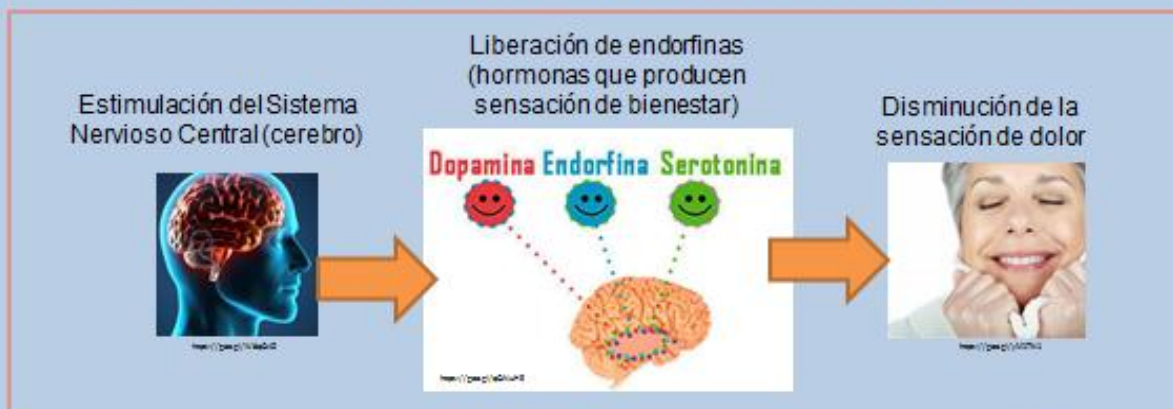 Estimulación del Sistema
Nervioso Central (cerebro)
Liberación de endorfinas
(hormonas que producen
sensación de bienestar)
Dopamina Endorfina Serotonina
Disminución de la
sensación de dolor